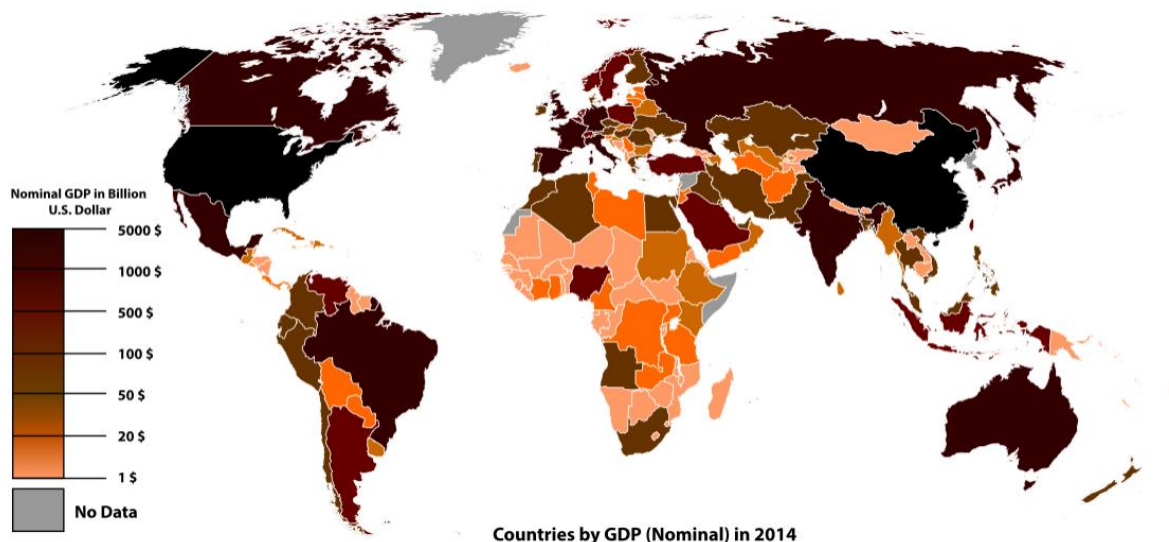 Nominal GDP in Billion
U.S. Dollar
5000 $
1000 $
500 $
100 $
50 $
20 $
1 $
No Data
Countries by GDP (Nominal) in 2014